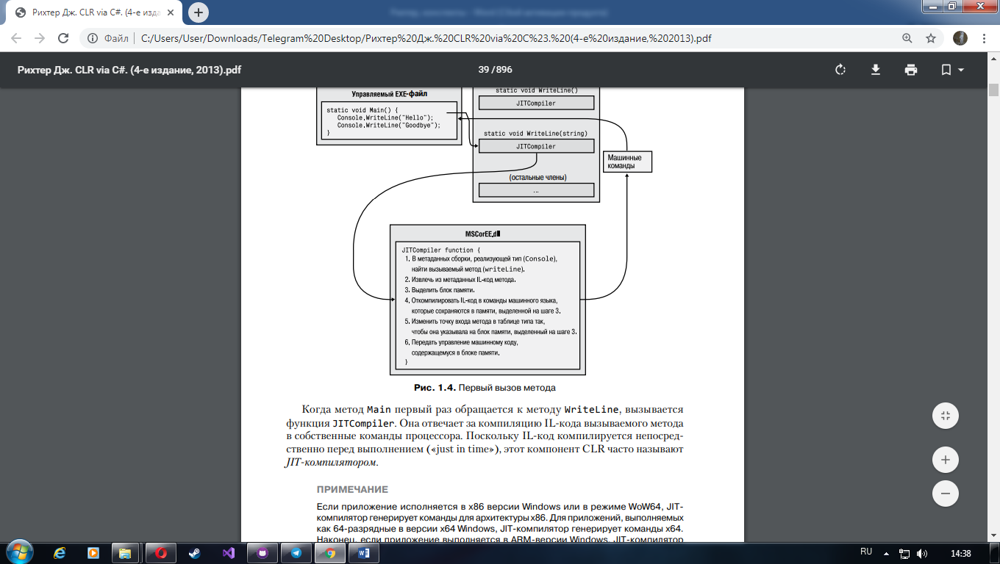 Рихтер Дж. CLR via C#. (4-е изда
Файл | C:/Users/User/Downloads/Telegram%20Desktop/Рихтер%20Дж.%20CLR%20via%20C%23.%20(4-е%20издание,%202013).pdf
Рихтер Дж. CLR via C#. (4-е издание, 2013).pdf
39 / 896
Управляемый EXE-файл
static void Main() {
Console.WriteLine("Hello");
Console.WriteLine("Goodbye");
}
static void WriteLine()
JITCompiler
static void WriteLine(string)
JITCompiler
(остальные члены)
...
Машинные
команды
MSCorEE.dll
JITCompiler function {
1. В метаданных сборки, реализующей тип (Console),
найти вызываемый метод (writeLine).
2. Извлечь из метаданных IL-код метода.
3. Выделить блок памяти.
4. Откомпилировать IL-код в команды машинного языка,
которые сохраняются в памяти, выделенной на шаге 3.
5. Изменить точку входа метода в таблице типа так,
чтобы она указывала на блок памяти, выделенный на шаге 3.
6. Передать управление машинному коду,
содержащемуся в блоке памяти.
}
Рис. 1.4. Первый вызов метода
Когда метод Main первый раз обращается к методу WriteLine, вызывается
функция JITCompiler. Она отвечает за компиляцию IL-кода вызываемого метода
в собственные команды процессора. Поскольку IL-код компилируется непосред-
ственно перед выполнением («just in time»), этот компонент CLR часто называют
JIT-компилятором.
ПРИМЕЧАНИЕ
Если приложение исполняется в x86 версии Windows или в режиме WoW64, JIT-
компилятор генерирует команды для архитектуры x86. Для приложений, выполняемых
как 64-разрядные в версии x64 Windows, JIT-компилятор генерирует команды x64.
Наконец, если приложение выполняется в ARM-версии Windows, JIT-компилятор
RU
14:38